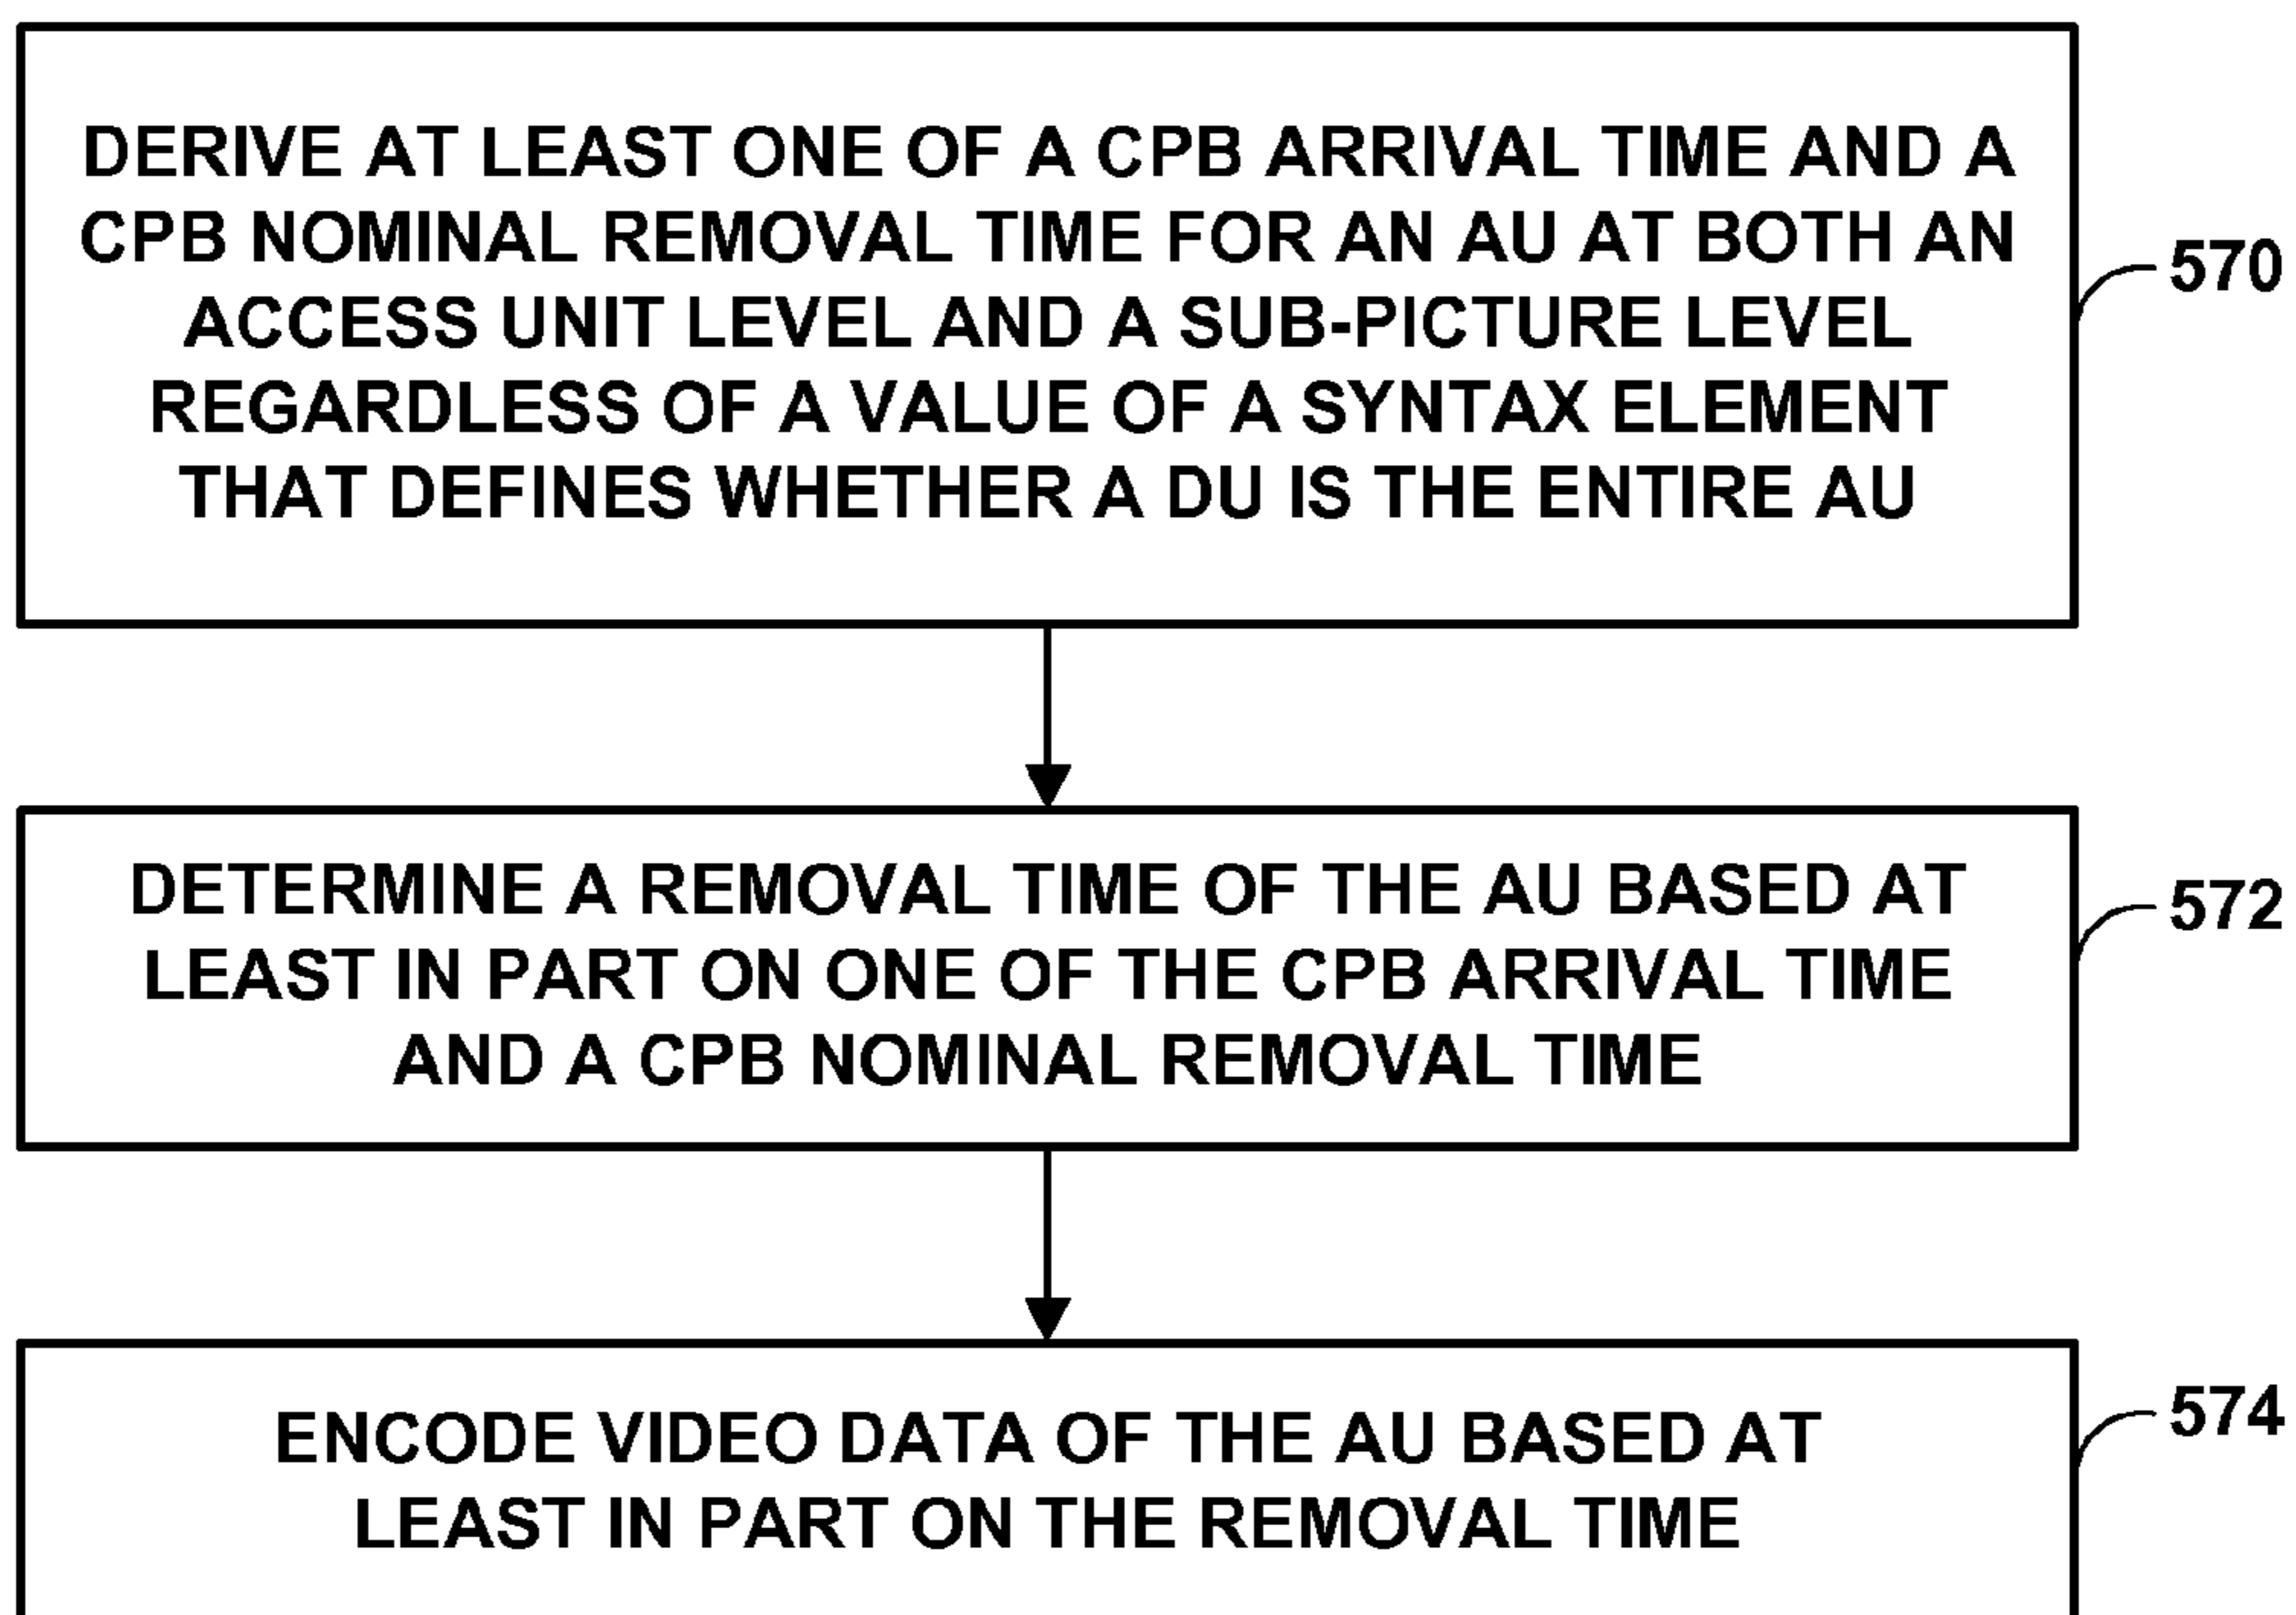 DERIVE AT LEAST ONE OF A CPB ARRIVAL TIME AND A
CPB NOMINAL REMOVAL TIME FOR AN AU AT BOTH AN
ACCESS UNIT LEVEL AND A SUB-PICTURE LEVEL
REGARDLESS OF A VALUE OF A SYNTAX ELEMENT
THAT DEFINES WHETHER A DU IS THE ENTIRE AU
570
DETERMINE A REMOVAL TIME OF THE AU BASED AT
LEAST IN PART ON ONE OF THE CPB ARRIVAL TIME
AND A CPB NOMINAL REMOVAL TIME
572
ENCODE VIDEO DATA OF THE AU BASED AT
LEAST IN PART ON THE REMOVAL TIME
574